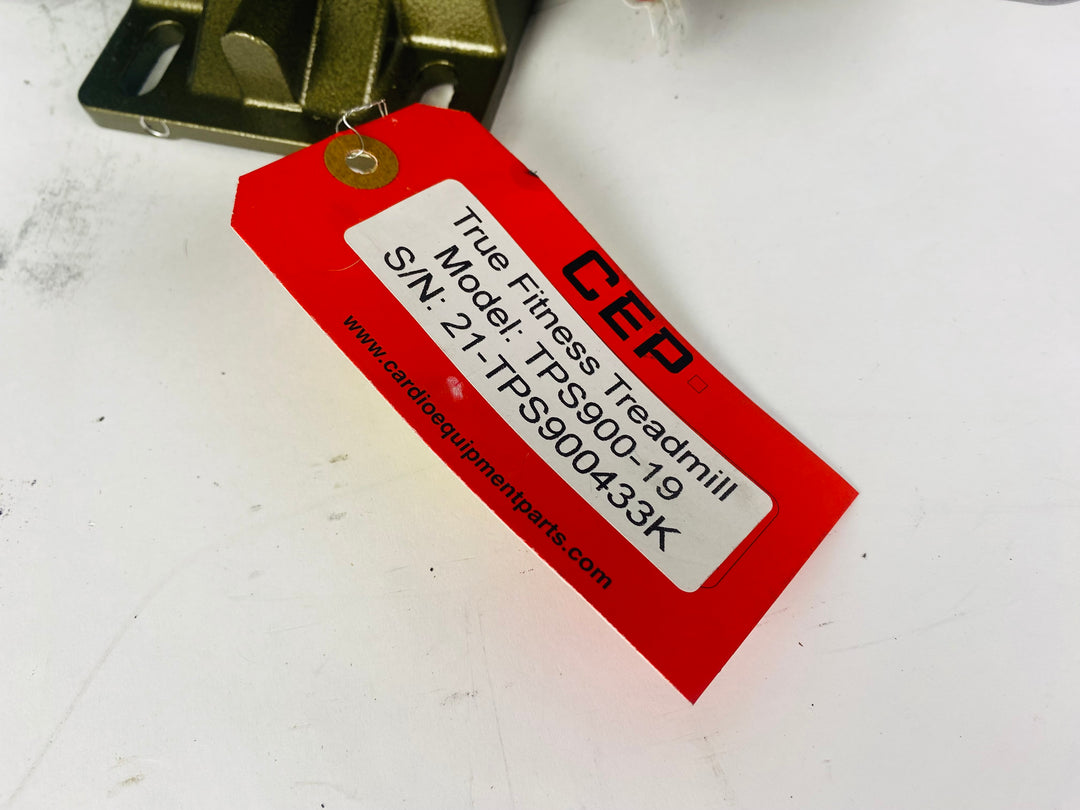 CEP
True Fitness Treadmill
Model: TPS900-19
S/N: 21-TPS900433K
www.cardioequipmentparts.com